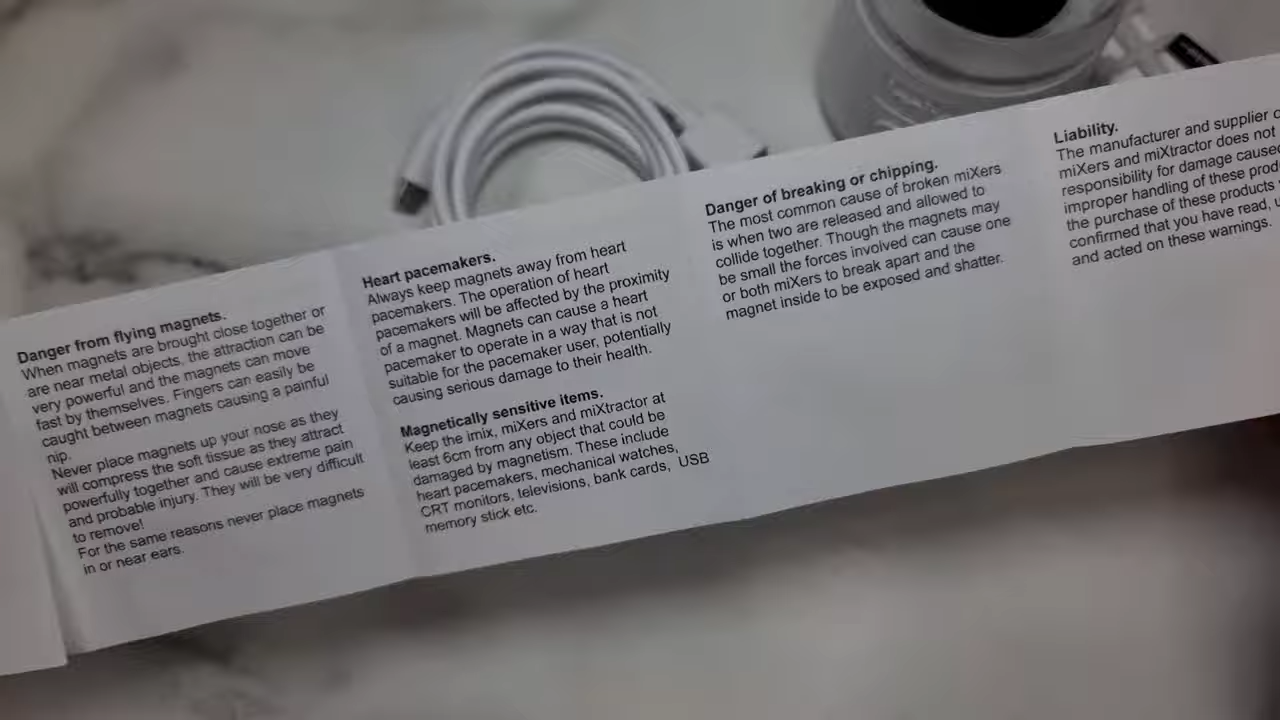 Danger from flying magnets.
When magnets are brought close together or
are near metal objects, the attraction can be
very powerful and the magnets can move
fast by themselves. Fingers can easily be
caught between magnets causing a painful
nip.
Never place magnets up your nose as they
will compress the soft tissue as they attract
powerfully together and cause extreme pain
and probable injury. They will be very difficult
to remove!
For the same reasons never place magnets
in or near ears.
Heart pacemakers.
Always keep magnets away from heart
pacemakers. The operation of heart
pacemakers will be affected by the proximity
of a magnet. Magnets can cause a heart
pacemaker to operate in a way that is not
suitable for the pacemaker user, potentially
causing serious damage to their health.
Magnetically sensitive items.
Keep the imix, miXers and miXtractor at
least 6cm from any object that could be
damaged by magnetism. These include
heart pacemakers, mechanical watches,
CRT monitors, televisions, bank cards, USB
memory stick etc.
Danger of breaking or chipping.
The most common cause of broken miXers
is when two are released and allowed to
collide together. Though the magnets may
be small the forces involved can cause one
or both miXers to break apart and the
magnet inside to be exposed and shatter.
Liability.
The manufacturer and supplier
miXers and miXtractor does not
responsibility for damage
improper handling of these
the purchase of these products
confirmed that you have read,
and acted on these warnings.